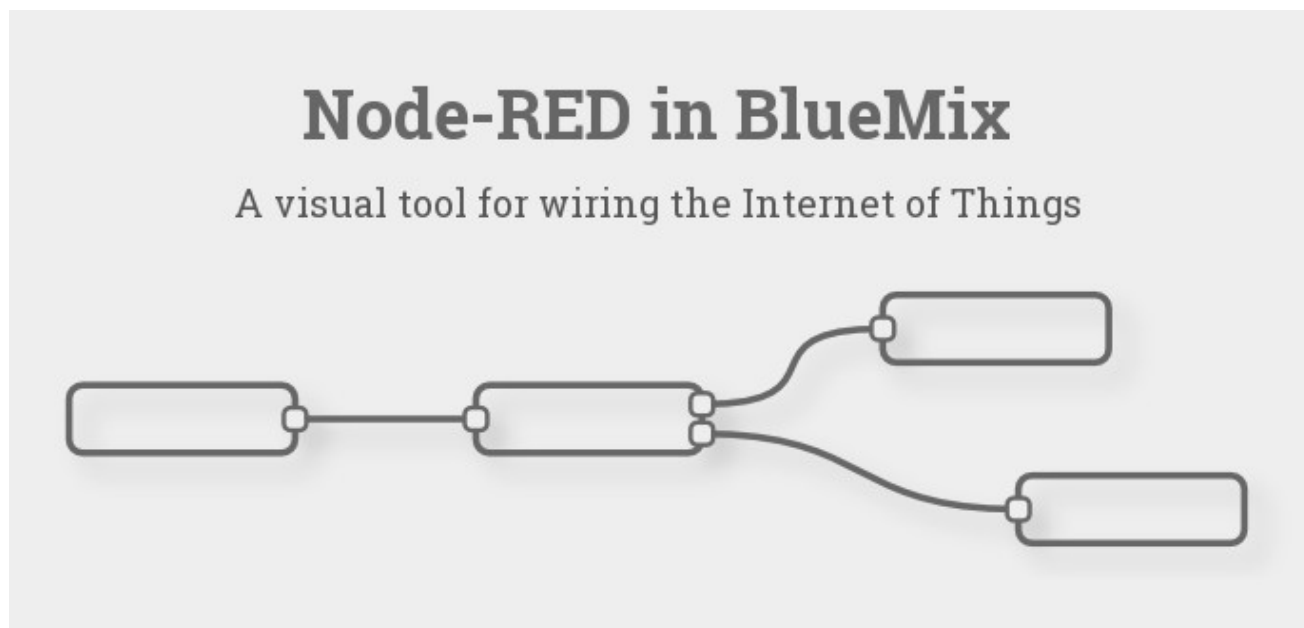 Node-RED in BlueMix
A visual tool for wiring the Internet of Things